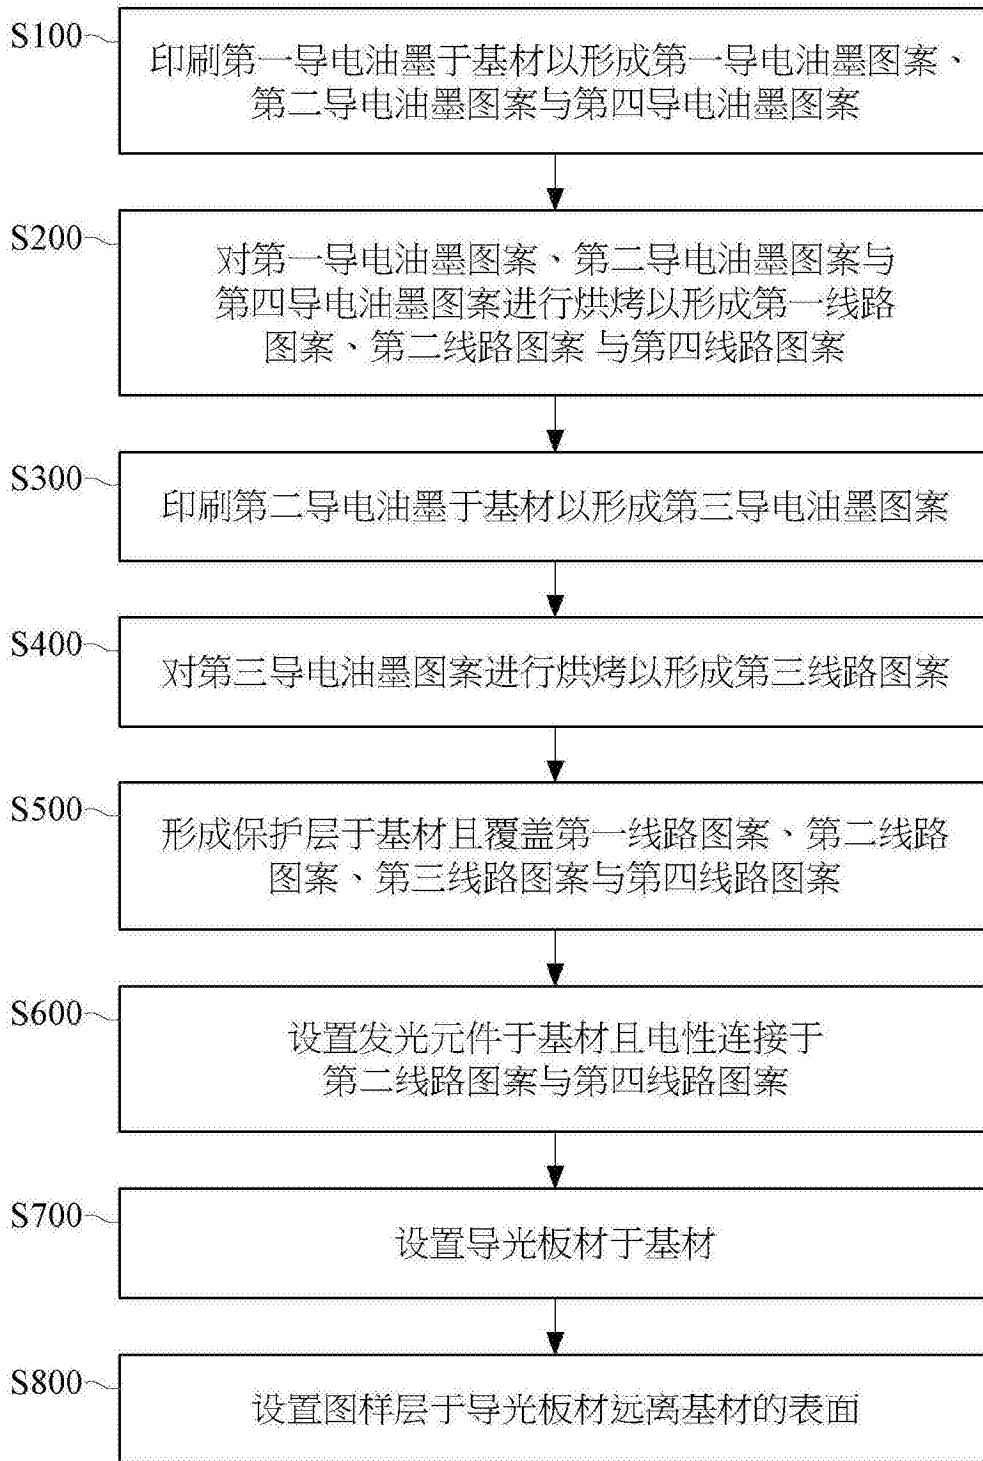 S100
印刷第一导电油墨于基材以形成第一导电油墨图案、
第二导电油墨图案与第四导电油墨图案
S200
对第一导电油墨图案、第二导电油墨图案与
第四导电油墨图案进行烘烤以形成第一线路
图案、第二线路图案 与第四线路图案
S300
印刷第二导电油墨于基材以形成第三导电油墨图案
S400
对第三导电油墨图案进行烘烤以形成第三线路图案
S500
形成保护层于基材且覆盖第一线路图案、第二线路
图案、第三线路图案与第四线路图案
S600
设置发光元件于基材且电性连接于
第二线路图案与第四线路图案
S700
设置导光板材于基材
S800
设置图样层于导光板材远离基材的表面